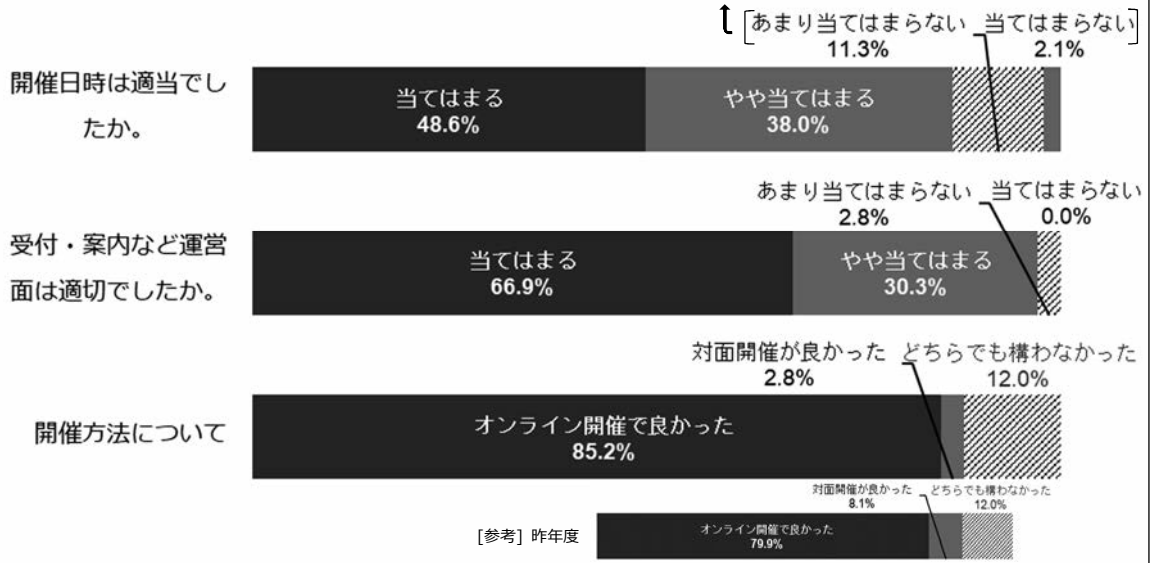 あまり当てはまらない 当てはまらない
11.3% 2.1%
開催日時は適当でし
たか。
当てはまる
48.6%
やや当てはまる
38.0%
あまり当てはまらない 当てはまらない
2.8% 0.0%
受付・案内など運営
面は適切でしたか。
当てはまる
66.9%
やや当てはまる
30.3%
対面開催が良かった どちらでも構わなかった
2.8% 12.0%
開催方法について
オンライン開催で良かった
85.2%
対面開催が良かった どちらでも構わなかった
8.1% 12.0%
[参考] 昨年度
オンライン開催で良かった
79.9%